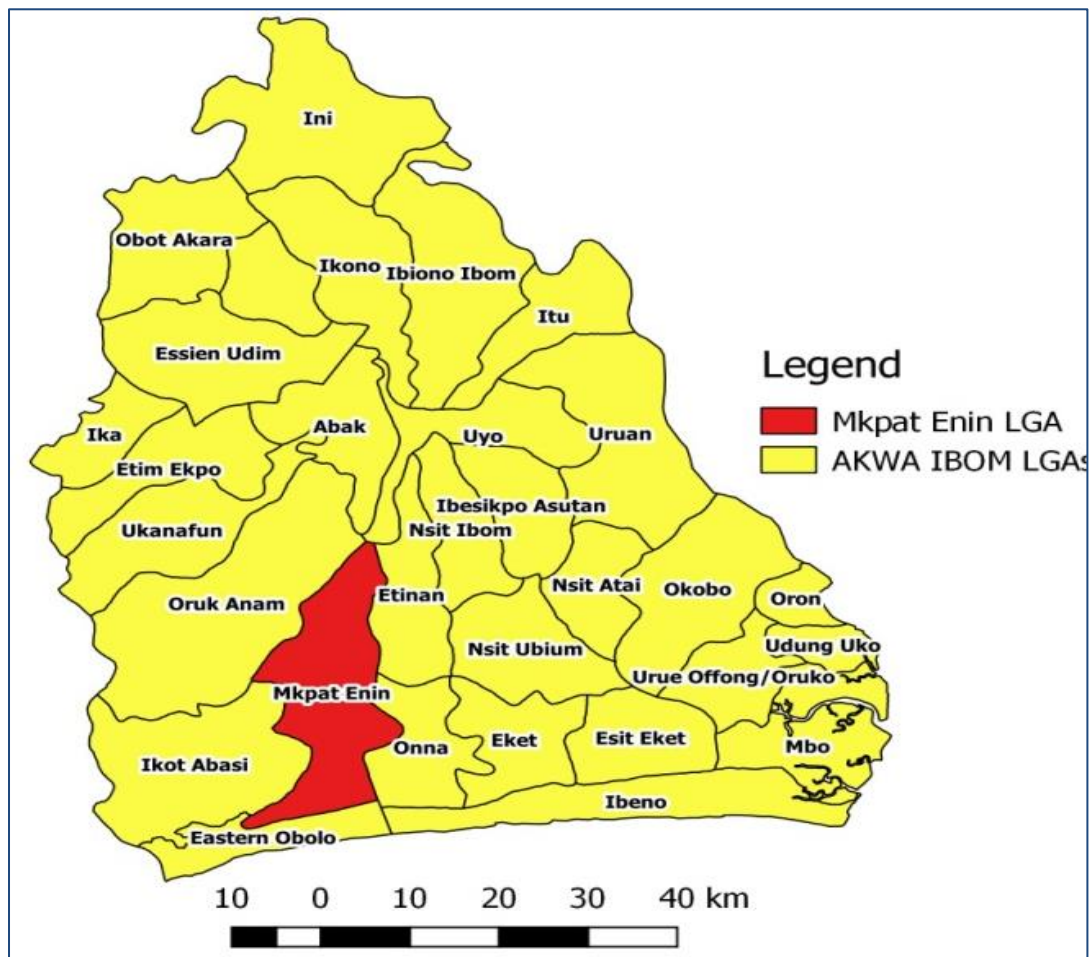 Ini
Obot Akara
Ikono
Ibiono Ibom
Itu
Essien Udim
Legend
Mkpat Enin LGA
AKWA IBOM LGAs
Ika
Abak
Uyo
Uruan
Etim Ekpo
Ibesikpo Asutan
Ukanafun
Nsit Ibom
Oruk Anam
Etinan
Nsit Atai
Okobo
Oron
Nsit Ubium
Udung Uko
Urue Offong/Oruko
Mkpat Enin
Ikot Abasi
Onna
Eket
Esit Eket
Mbo
Ibeno
Eastern Obolo
10 0 10 20 30 40 km